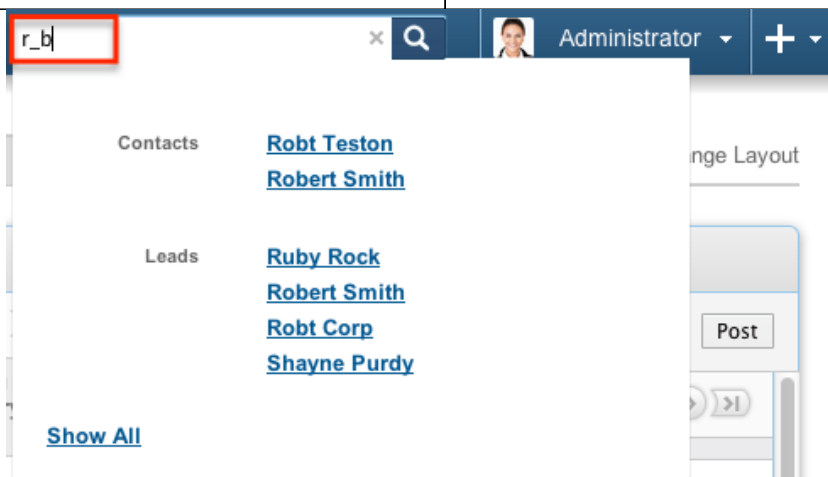 r_b
Administrator
nge Layout
Contacts Robt Teston
Robert Smith
Leads Ruby Rock
Robert Smith
Robt Corp
Shayne Purdy
Post
Show All